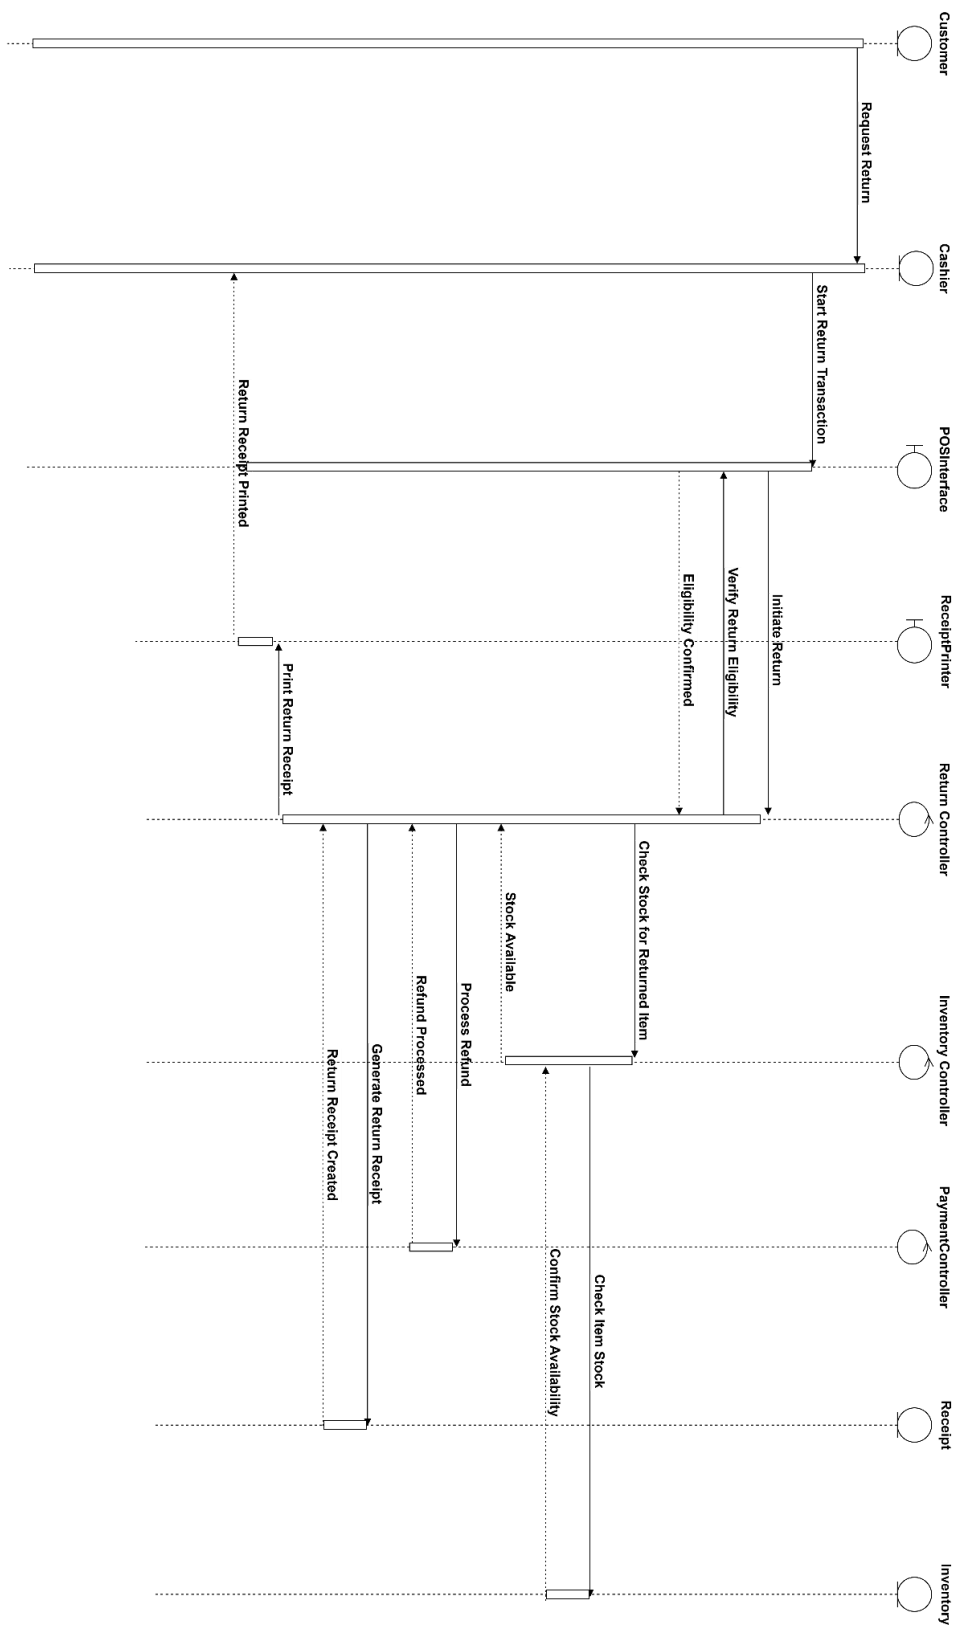 Customer
Cashier
POSInterface
ReceiptPrinter
Return Controller
Inventory Controller
PaymentController
Receipt
Inventory
Request Return
Start Return Transaction
Initiate Return
Verify Return Eligibility
Eligibility Confirmed
Check Stock for Returned Item
Check Item Stock
Confirm Stock Availability
Stock Available
Process Refund
Refund Processed
Generate Return Receipt
Return Receipt Created
Print Return Receipt
Return Receipt Printed